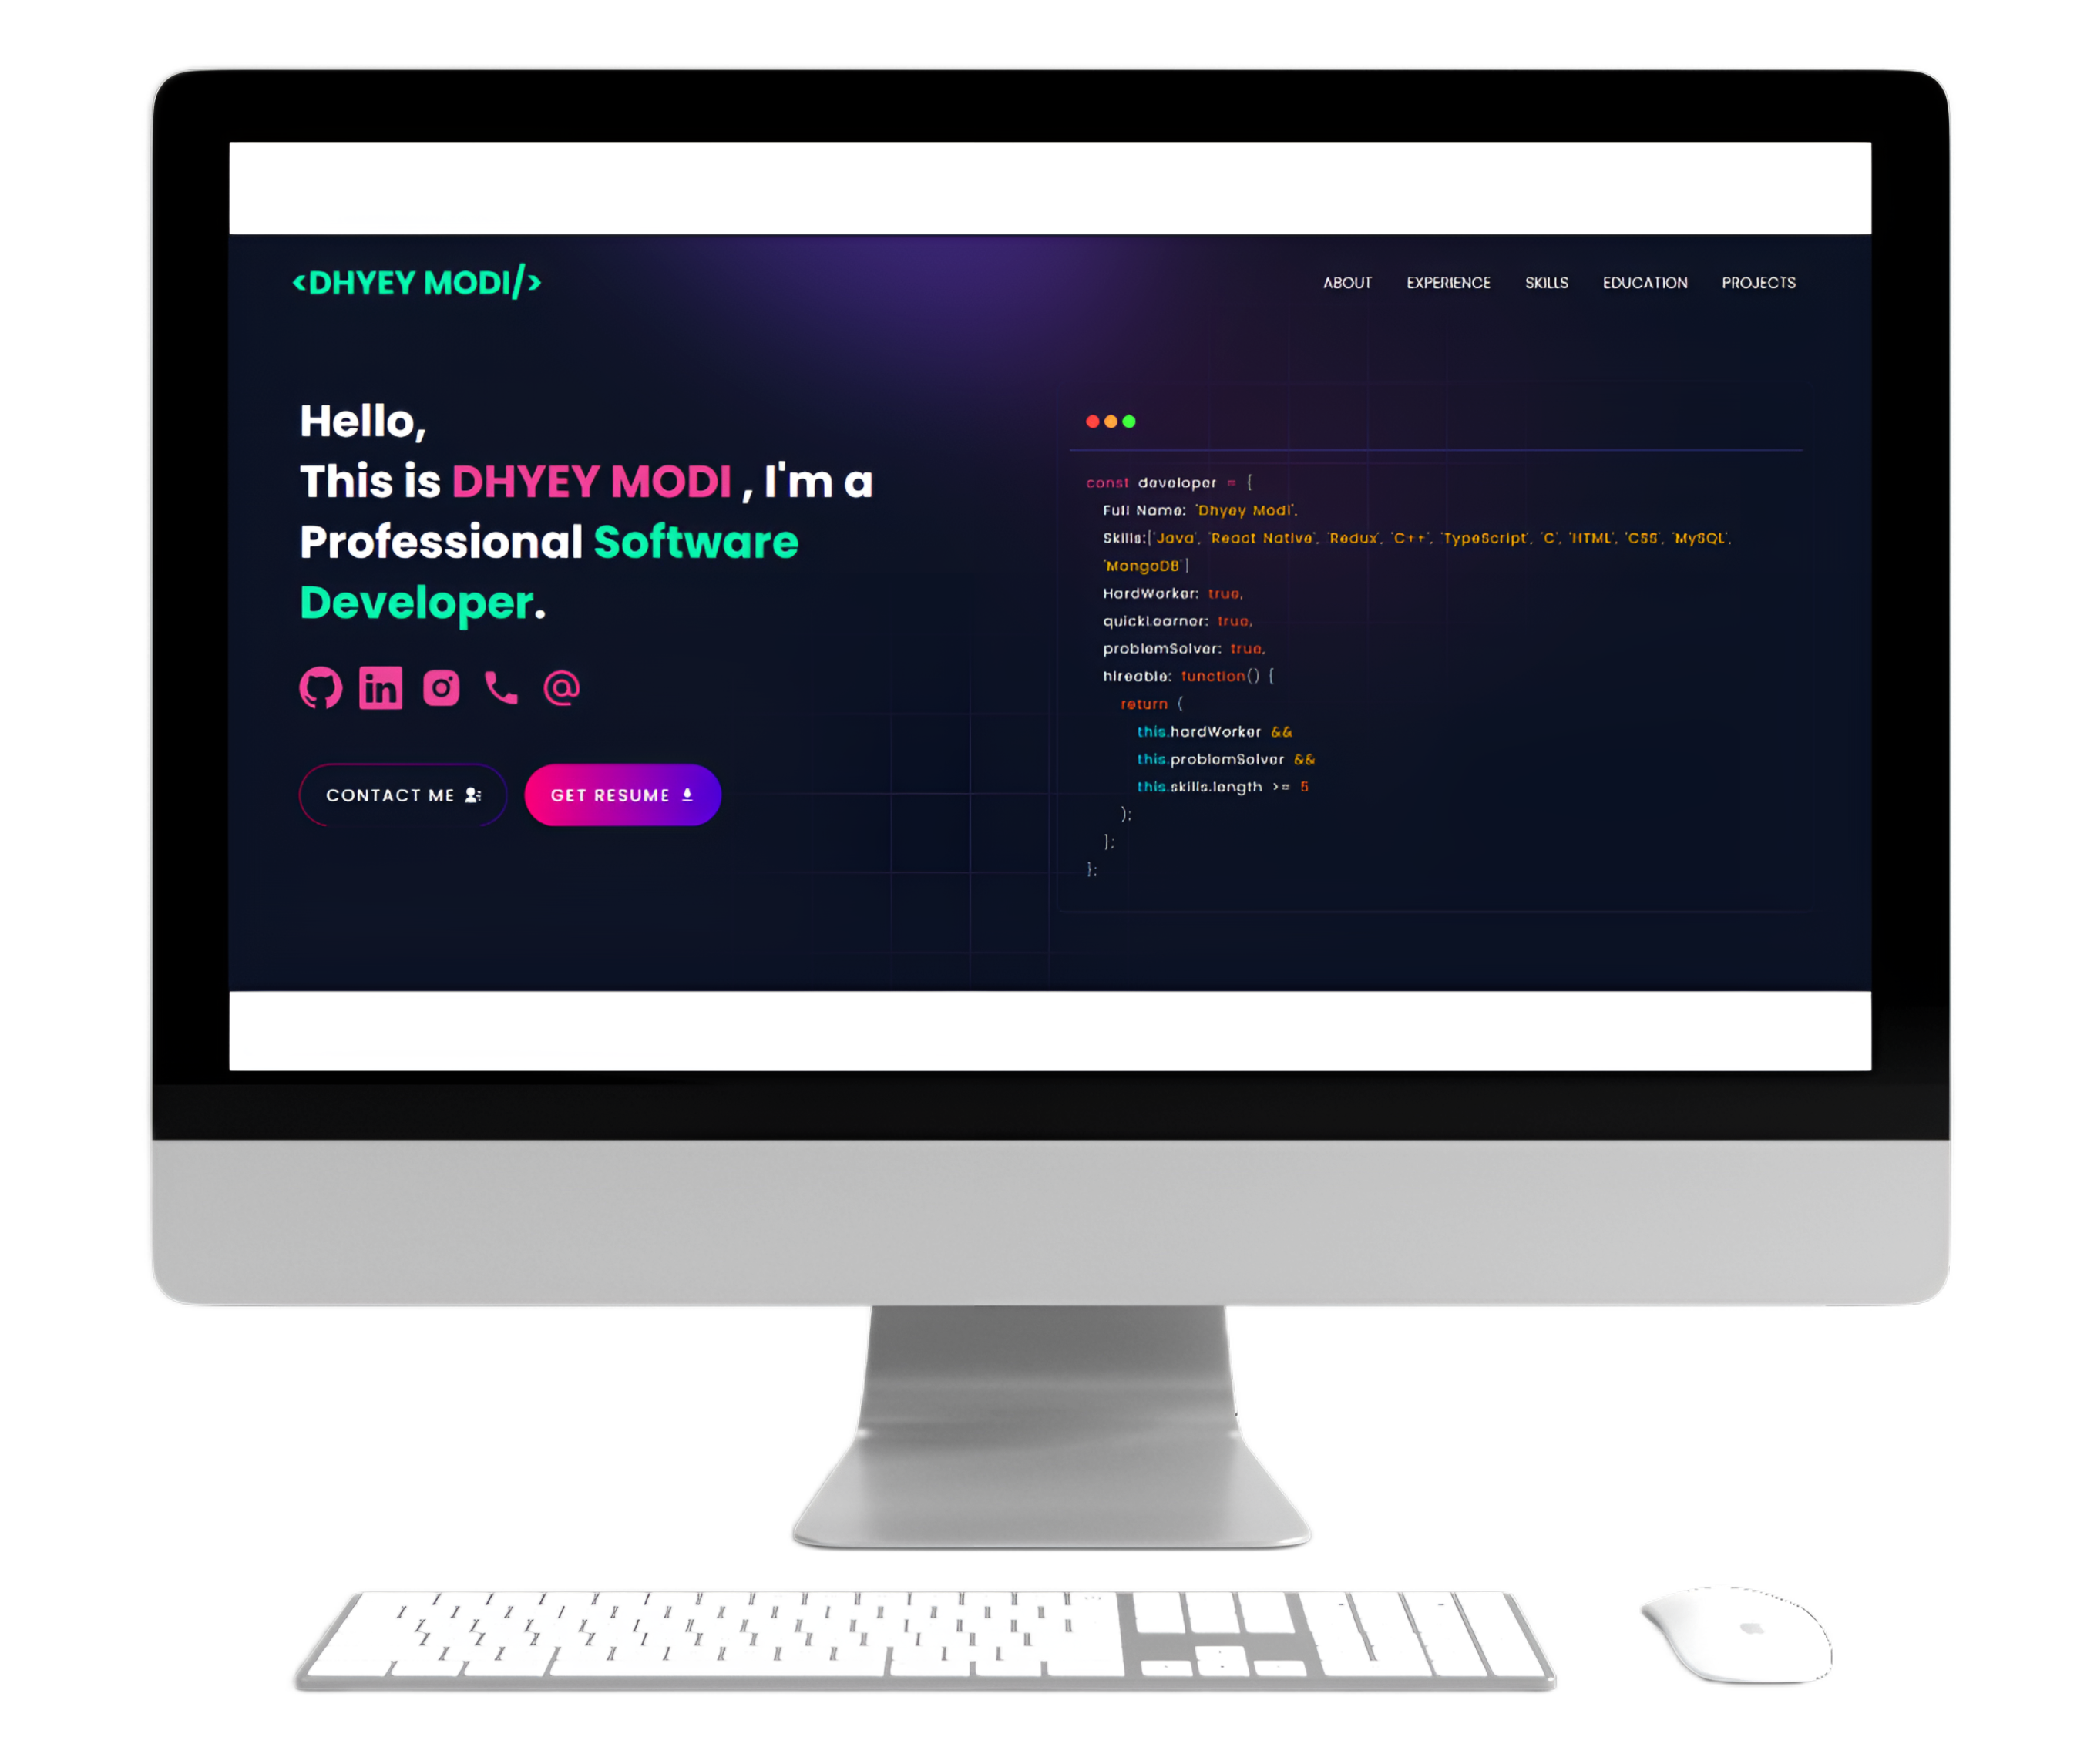 <DHYEY MODI/>
ABOUT EXPERIENCE SKILLS EDUCATION PROJECTS
Hello,
This is DHYEY MODI , I'm a
Professional Software
Developer.
in
CONTACT ME
GET RESUME
const developer = {
Full Name: 'Dhyey Modi',
Skills:['Java', 'React Native', 'Redux', 'C++', 'TypeScript', 'C', 'HTML', 'CSS', 'MySQL',
'MongoDB']
HardWorker: true,
quickLearner: true,
problemSolver: true,
hireable: function() {
return (
this.hardWorker &&
this.problemSolver &&
this.skills.length >= 5
);
};
};